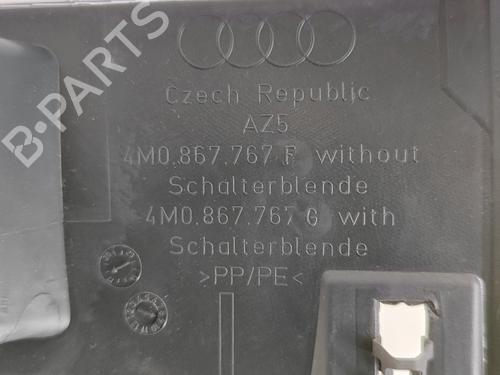 B-PARTS
Czech Republic
AZ5
4M0.867.767 F without
Schalterblende
4M0.867.767 G with
Schalterblende
>PP/PE<